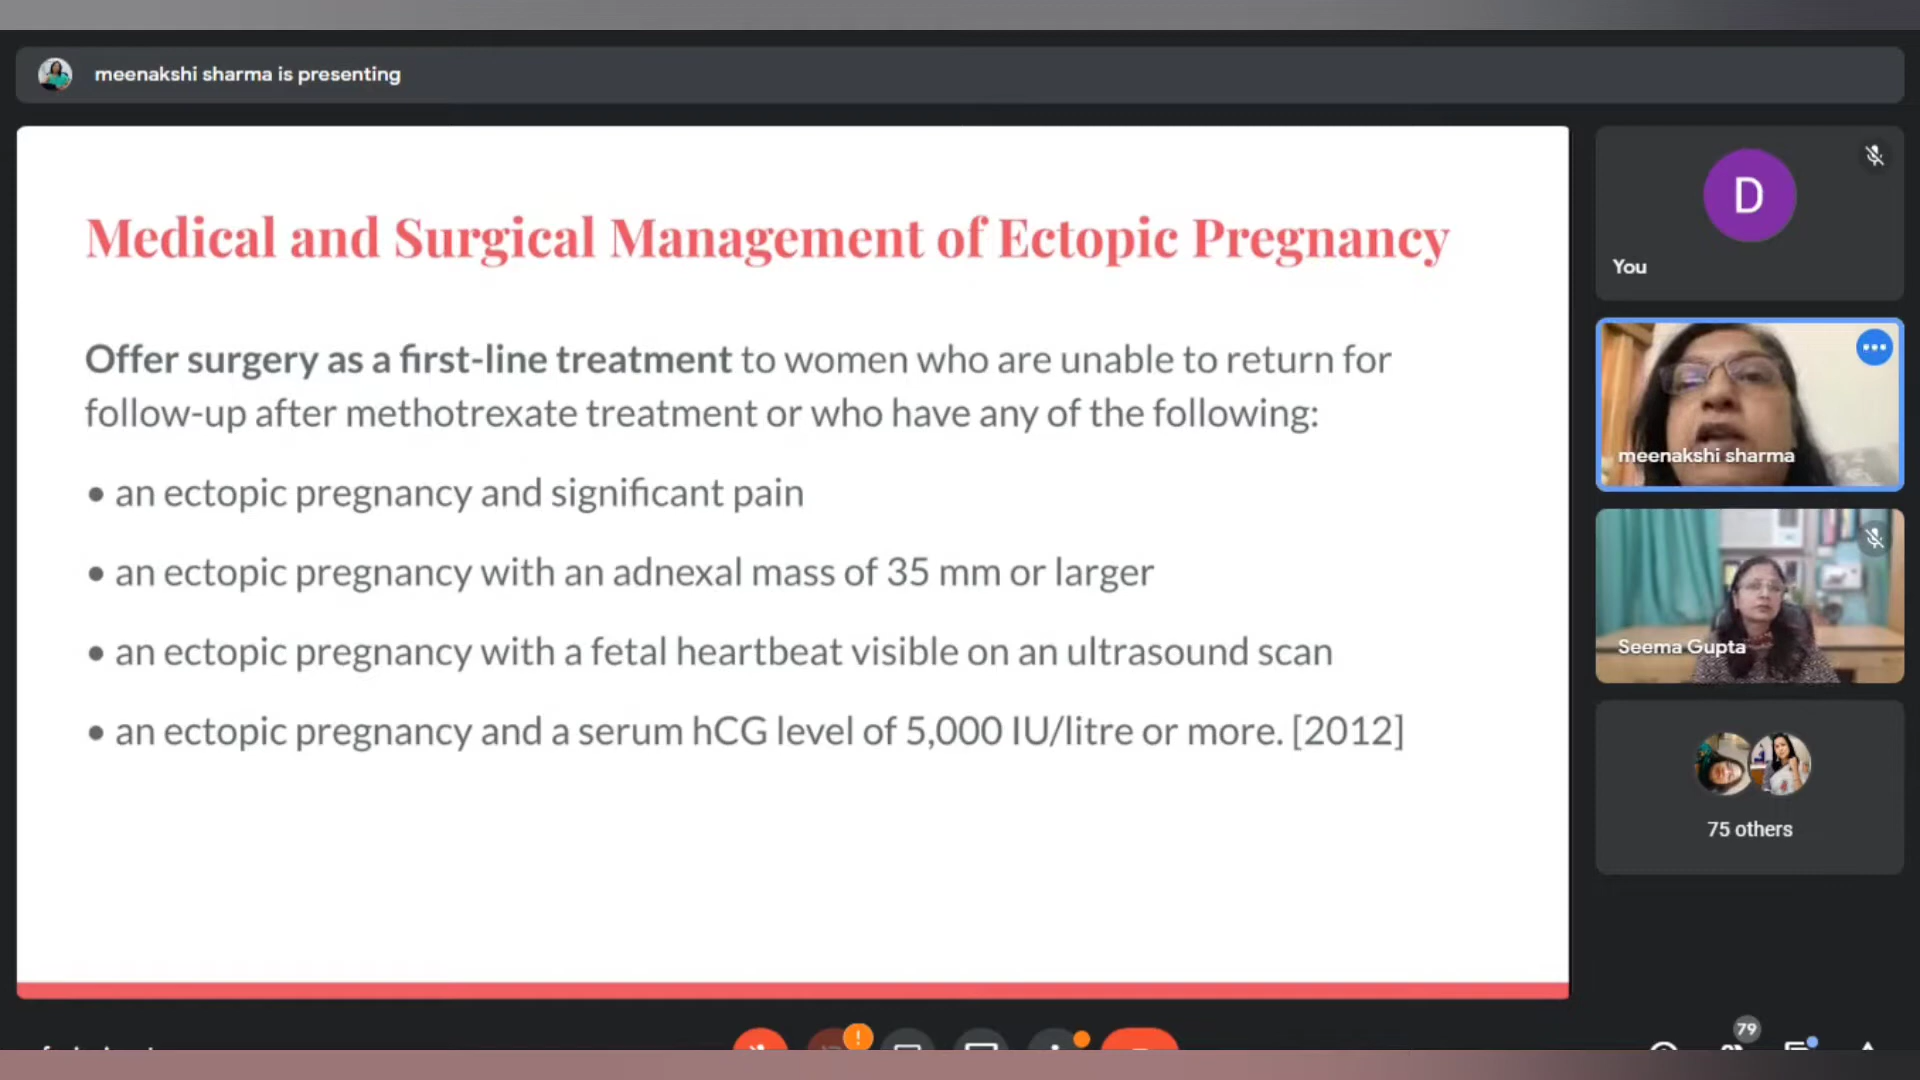 meenakshi sharma is presenting
Medical and Surgical Management of Ectopic Pregnancy
Offer surgery as a first-line treatment to women who are unable to return for
follow-up after methotrexate treatment or who have any of the following:
• an ectopic pregnancy and significant pain
• an ectopic pregnancy with an adnexal mass of 35 mm or larger
• an ectopic pregnancy with a fetal heartbeat visible on an ultrasound scan
• an ectopic pregnancy and a serum hCG level of 5,000 IU/litre or more. [2012]
D
You
meenakshi sharma
Seema Gupta
75 others
!
79